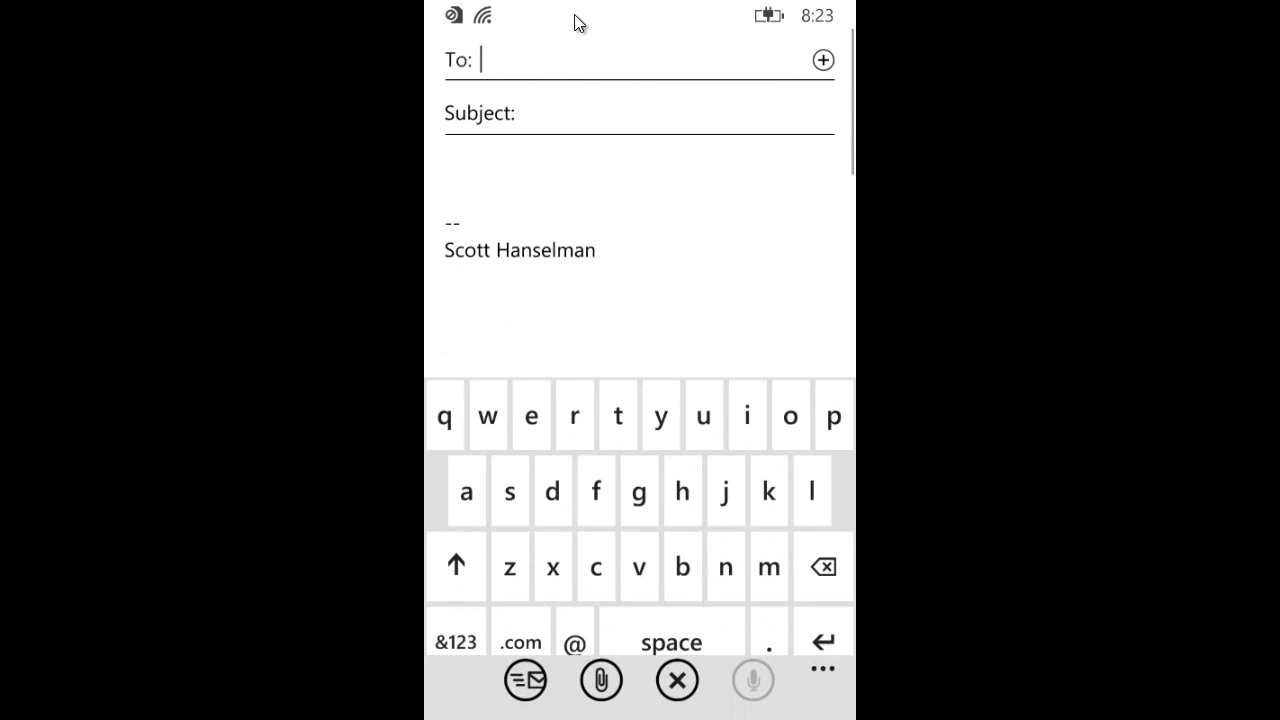 8:23
To:
Subject:
--
Scott Hanselman
q w e r t y u i o p
a s d f g h j k l
z x c v b n m
&123 .com @ space .